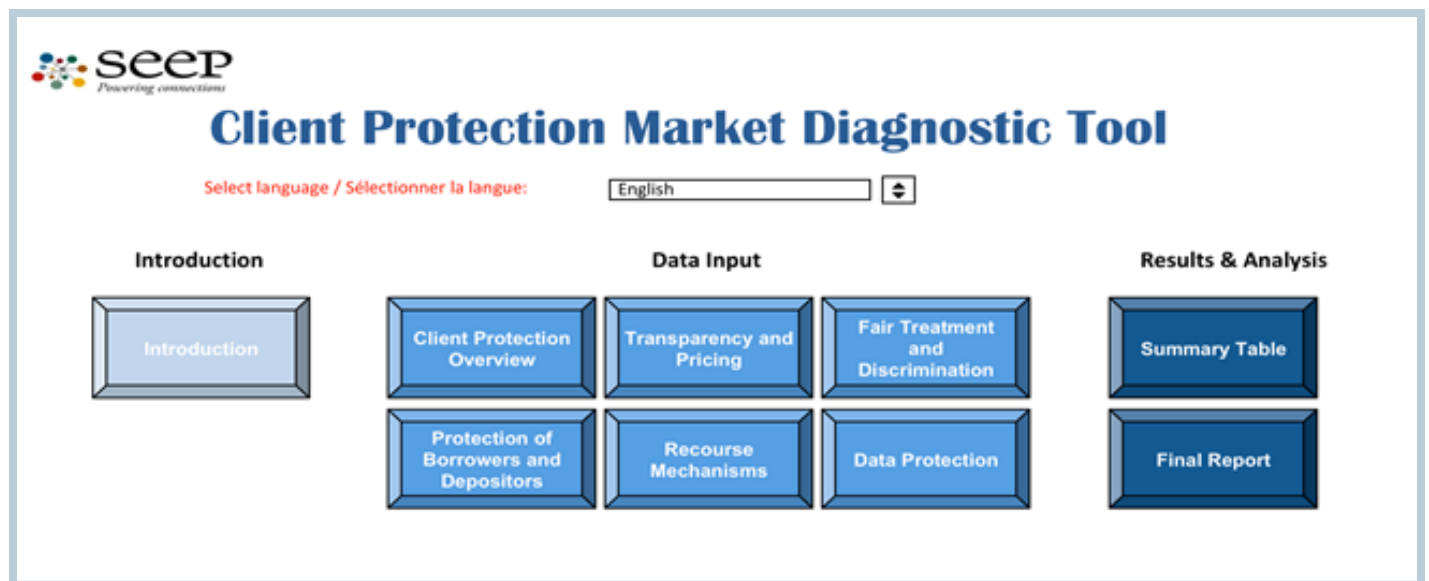 SEEP
Powering connections
Client Protection Market Diagnostic Tool
Select language / Sélectionner la langue:
English
Introduction
Data Input
Results & Analysis
Introduction
Client Protection
Overview
Transparency and
Pricing
Fair Treatment
and
Discrimination
Summary Table
Protection of
Borrowers and
Depositors
Recourse
Mechanisms
Data Protection
Final Report